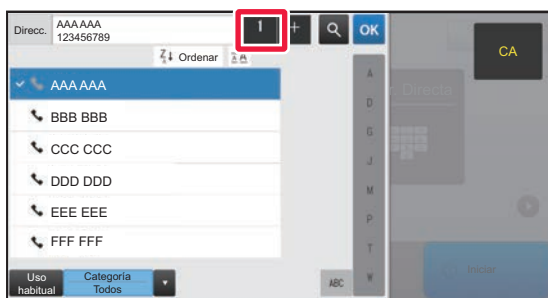 Direcc.
AAA AAA
123456789
1
+
OK
CA
Ordenar
AAA AAA
BBB BBB
CCC CCC
DDD DDD
EEE EEE
FFF FFF
A
D
G
J
M
P
T
W
ABC
Uso
habitual
Categoría
Todos
Directa
Iniciar